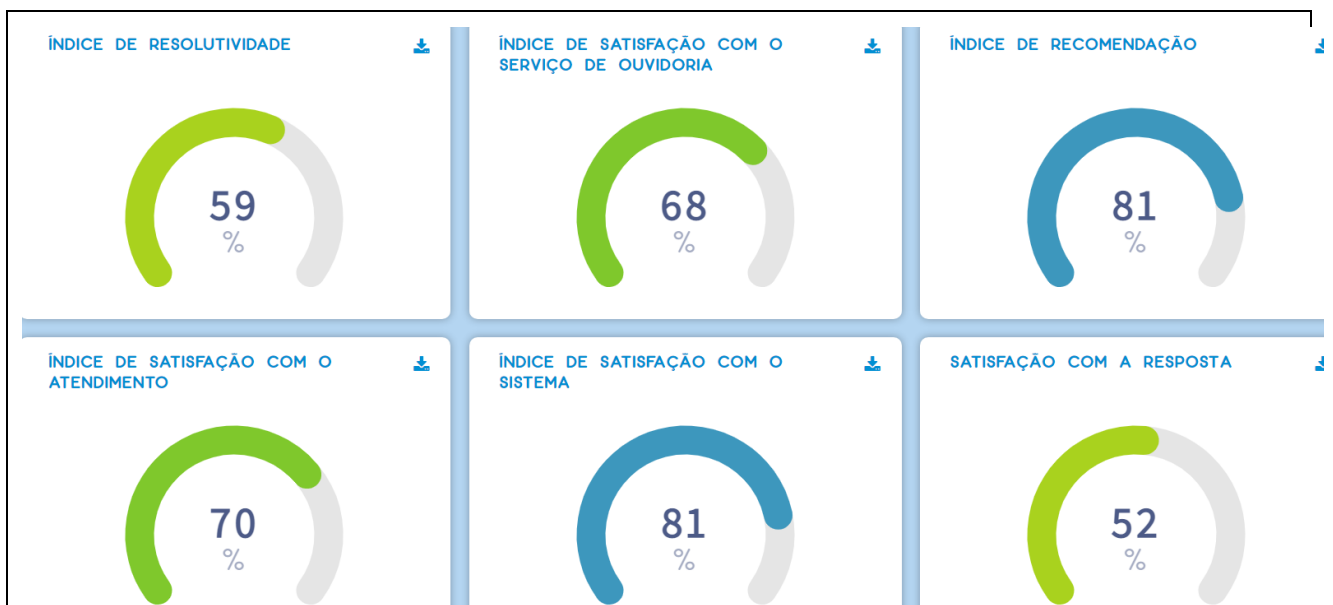 ÍNDICE DE RESOLUTIVIDADE
59
%
ÍNDICE DE SATISFAÇÃO COM O
SERVIÇO DE OUVIDORIA
68
%
ÍNDICE DE RECOMENDAÇÃO
81
%
ÍNDICE DE SATISFAÇÃO COM O
ATENDIMENTO
70
%
ÍNDICE DE SATISFAÇÃO COM O
SISTEMA
81
%
SATISFAÇÃO COM A RESPOSTA
52
%